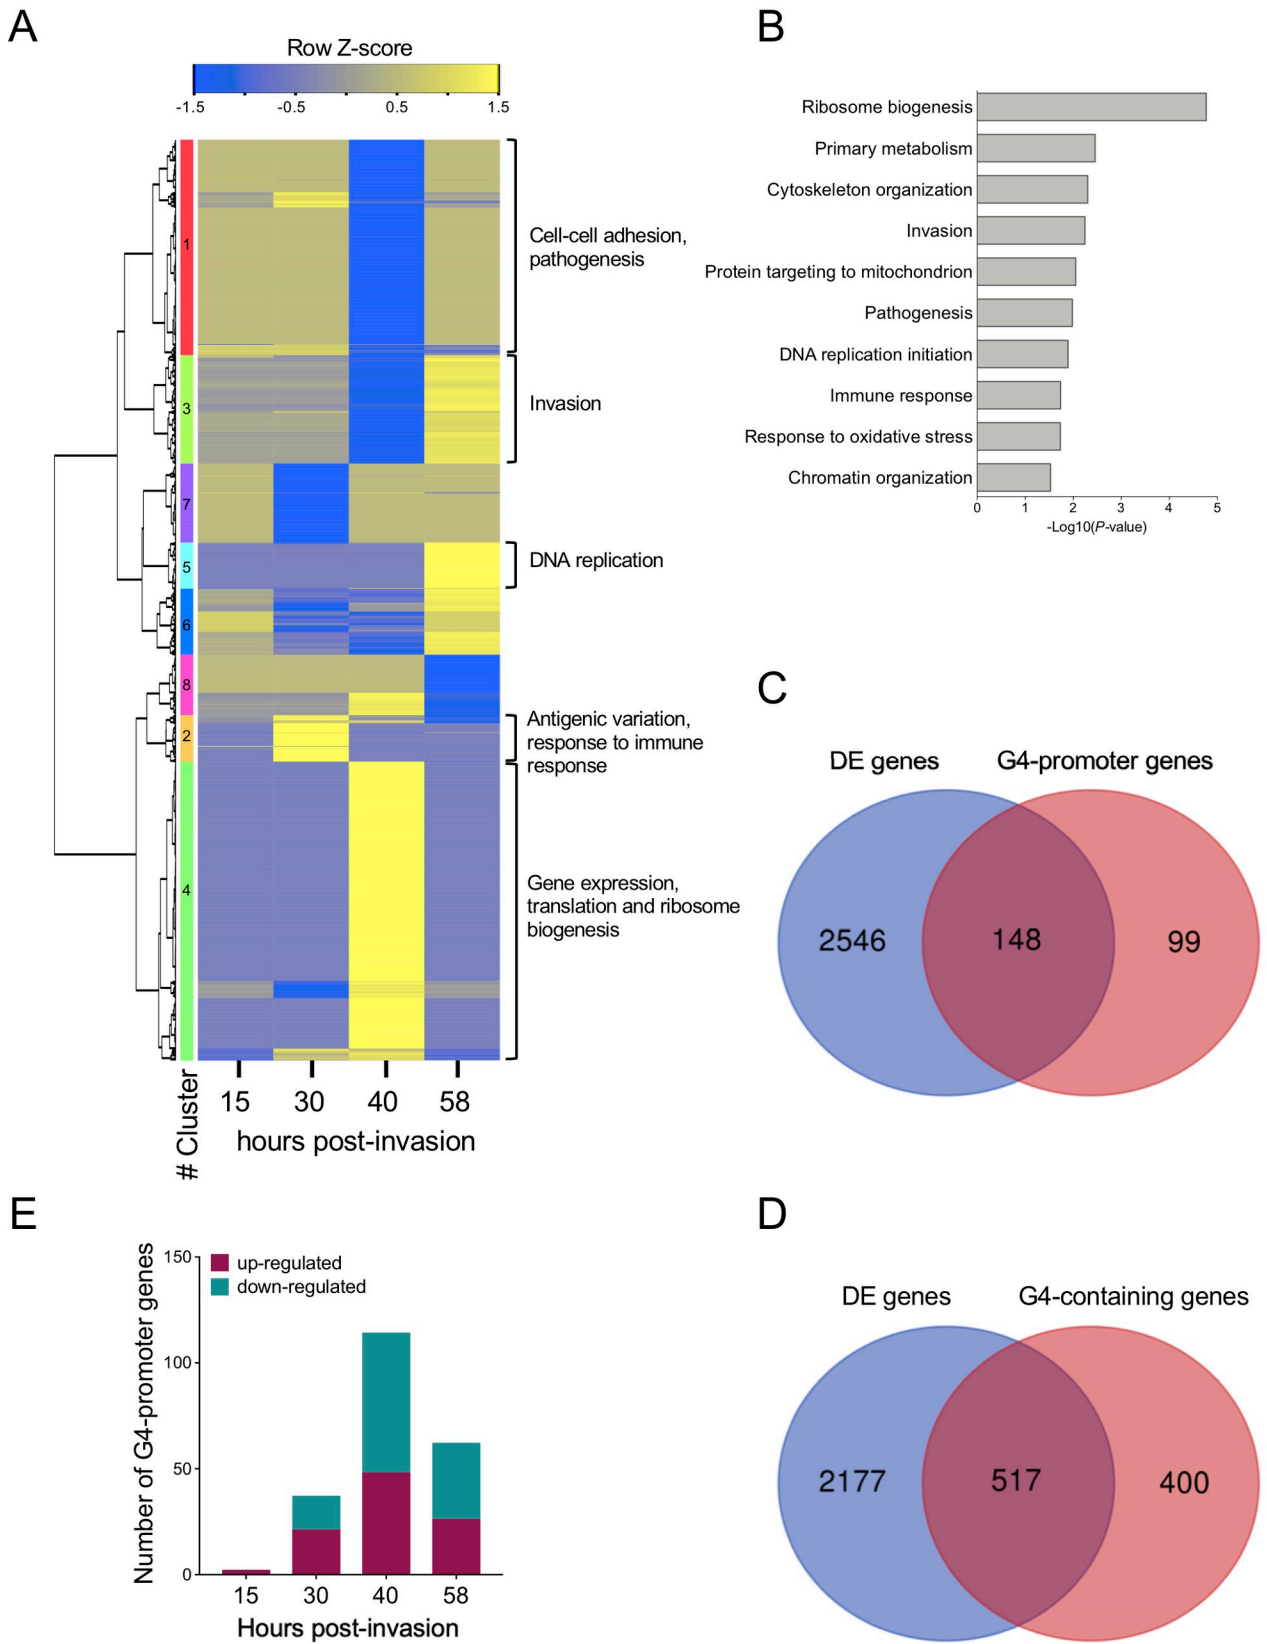 A
Row Z-score
-1.5 -0.5 0.5 1.5
1
3
7
5
6
8
2
4
Cell-cell adhesion,
pathogenesis
Invasion
DNA replication
Antigenic variation,
response to immune
response
Gene expression,
translation and ribosome
biogenesis
# Cluster
15 30 40 58
hours post-invasion
B
Ribosome biogenesis
Primary metabolism
Cytoskeleton organization
Invasion
Protein targeting to mitochondrion
Pathogenesis
DNA replication initiation
Immune response
Response to oxidative stress
Chromatin organization
0 1 2 3 4 5
-Log10(P-value)
C
DE genes G4-promoter genes
2546 148 99
D
DE genes G4-containing genes
2177 517 400
E
Number of G4-promoter genes
150
100
50
0
up-regulated
down-regulated
15 30 40 58
Hours post-invasion